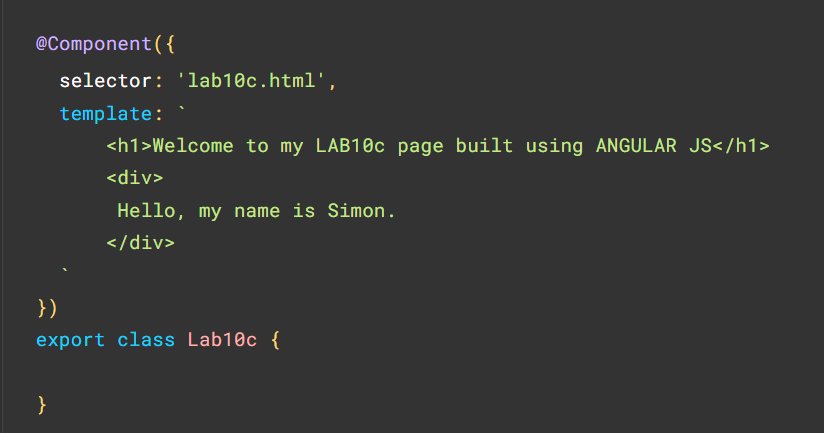 @Component({
selector: 'lab10c.html',
template: `
<h1>Welcome to my LAB10c page built using ANGULAR JS</h1>
<div>
Hello, my name is Simon.
</div>
`
})
export class Lab10c {
}